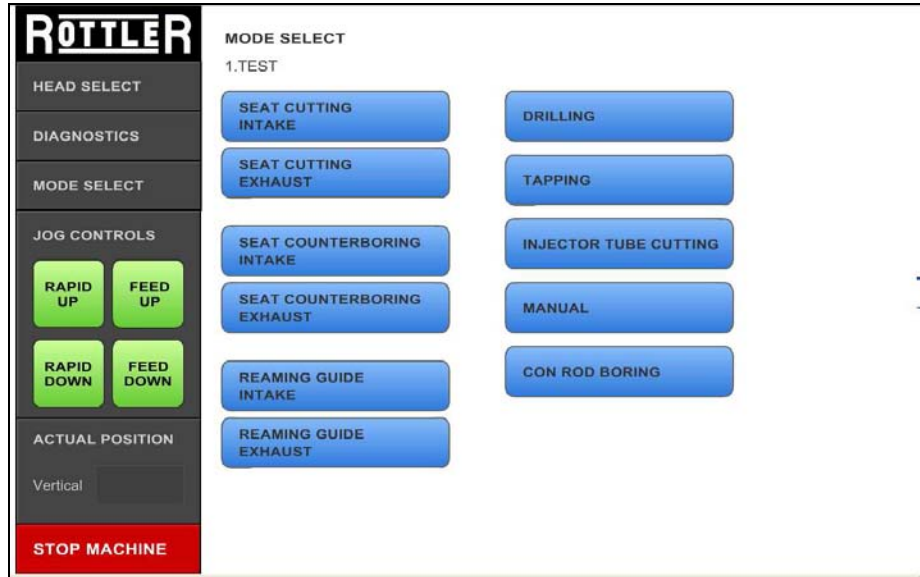 ROTTLER
HEAD SELECT
DIAGNOSTICS
MODE SELECT
JOG CONTROLS
RAPID
UP
FEED
UP
RAPID
DOWN
FEED
DOWN
ACTUAL POSITION
Vertical
STOP MACHINE
MODE SELECT
1.TEST
SEAT CUTTING
INTAKE
SEAT CUTTING
EXHAUST
SEAT COUNTERBORING
INTAKE
SEAT COUNTERBORING
EXHAUST
REAMING GUIDE
INTAKE
REAMING GUIDE
EXHAUST
DRILLING
TAPPING
INJECTOR TUBE CUTTING
MANUAL
CON ROD BORING